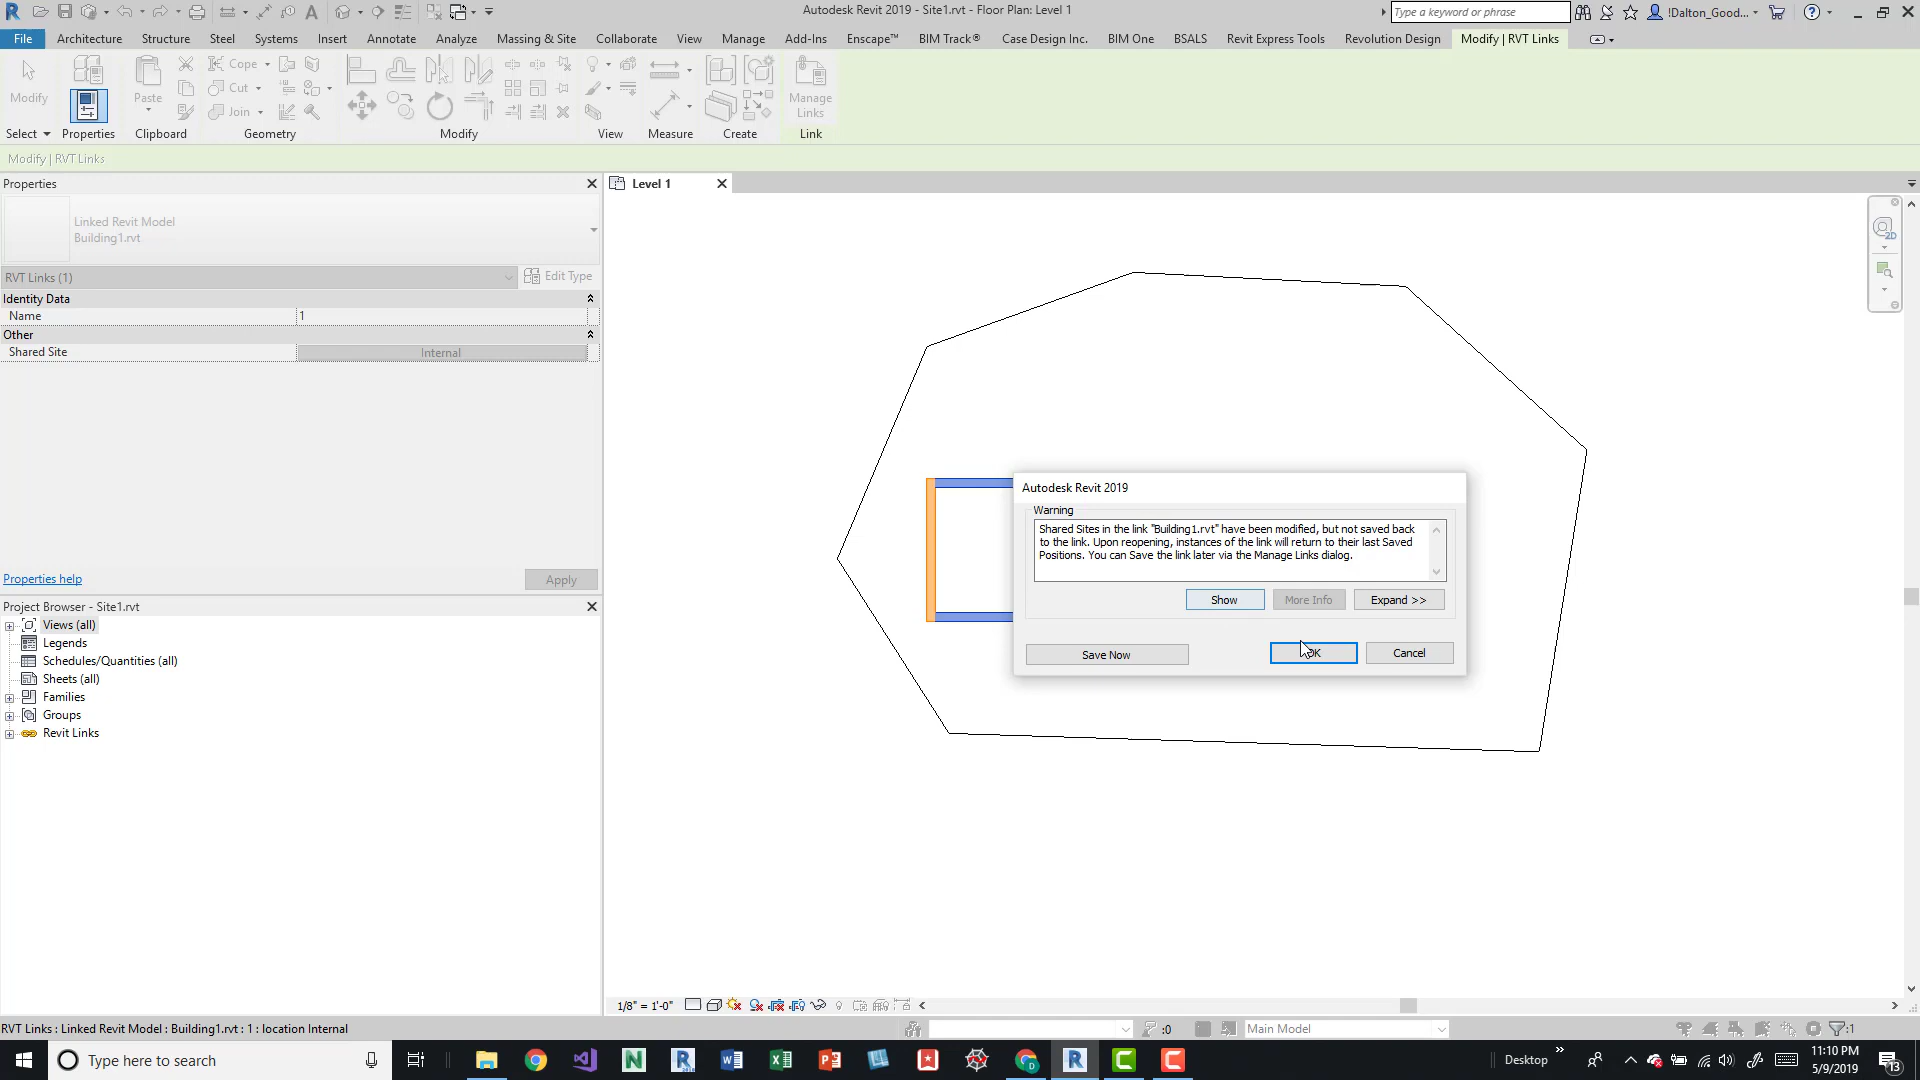 Autodesk Revit 2019 - Site1.rvt - Floor Plan: Level 1
Type a keyword or phrase
!Dalton_Good...
File
Architecture
Structure
Steel
Systems
Insert
Annotate
Analyze
Massing & Site
Collaborate
View
Manage
Add-Ins
Enscape™
BIM Track®
Case Design Inc.
BIM One
BSALS
Revit Express Tools
Revolution Design
Modify | RVT Links
Modify
Paste
Cope
Cut
Join
Manage
Links
Select
Properties
Clipboard
Geometry
Modify
View
Measure
Create
Link
Modify | RVT Links
Properties
Linked Revit Model
Building1.rvt
RVT Links (1)
Edit Type
Identity Data
Name
1
Other
Shared Site
Internal
Properties help
Apply
Project Browser - Site1.rvt
Views (all)
Legends
Schedules/Quantities (all)
Sheets (all)
Families
Groups
Revit Links
Level 1
2D
Autodesk Revit 2019
Warning
Shared Sites in the link "Building1.rvt" have been modified, but not saved back
to the link. Upon reopening, instances of the link will return to their last Saved
Positions. You can Save the link later via the Manage Links dialog.
Show
More Info
Expand >>
Save Now
OK
Cancel
1/8" = 1'-0"
RVT Links : Linked Revit Model : Building1.rvt : 1 : location Internal
:0
Main Model
:1
Type here to search
Desktop
11:10 PM
5/9/2019
13